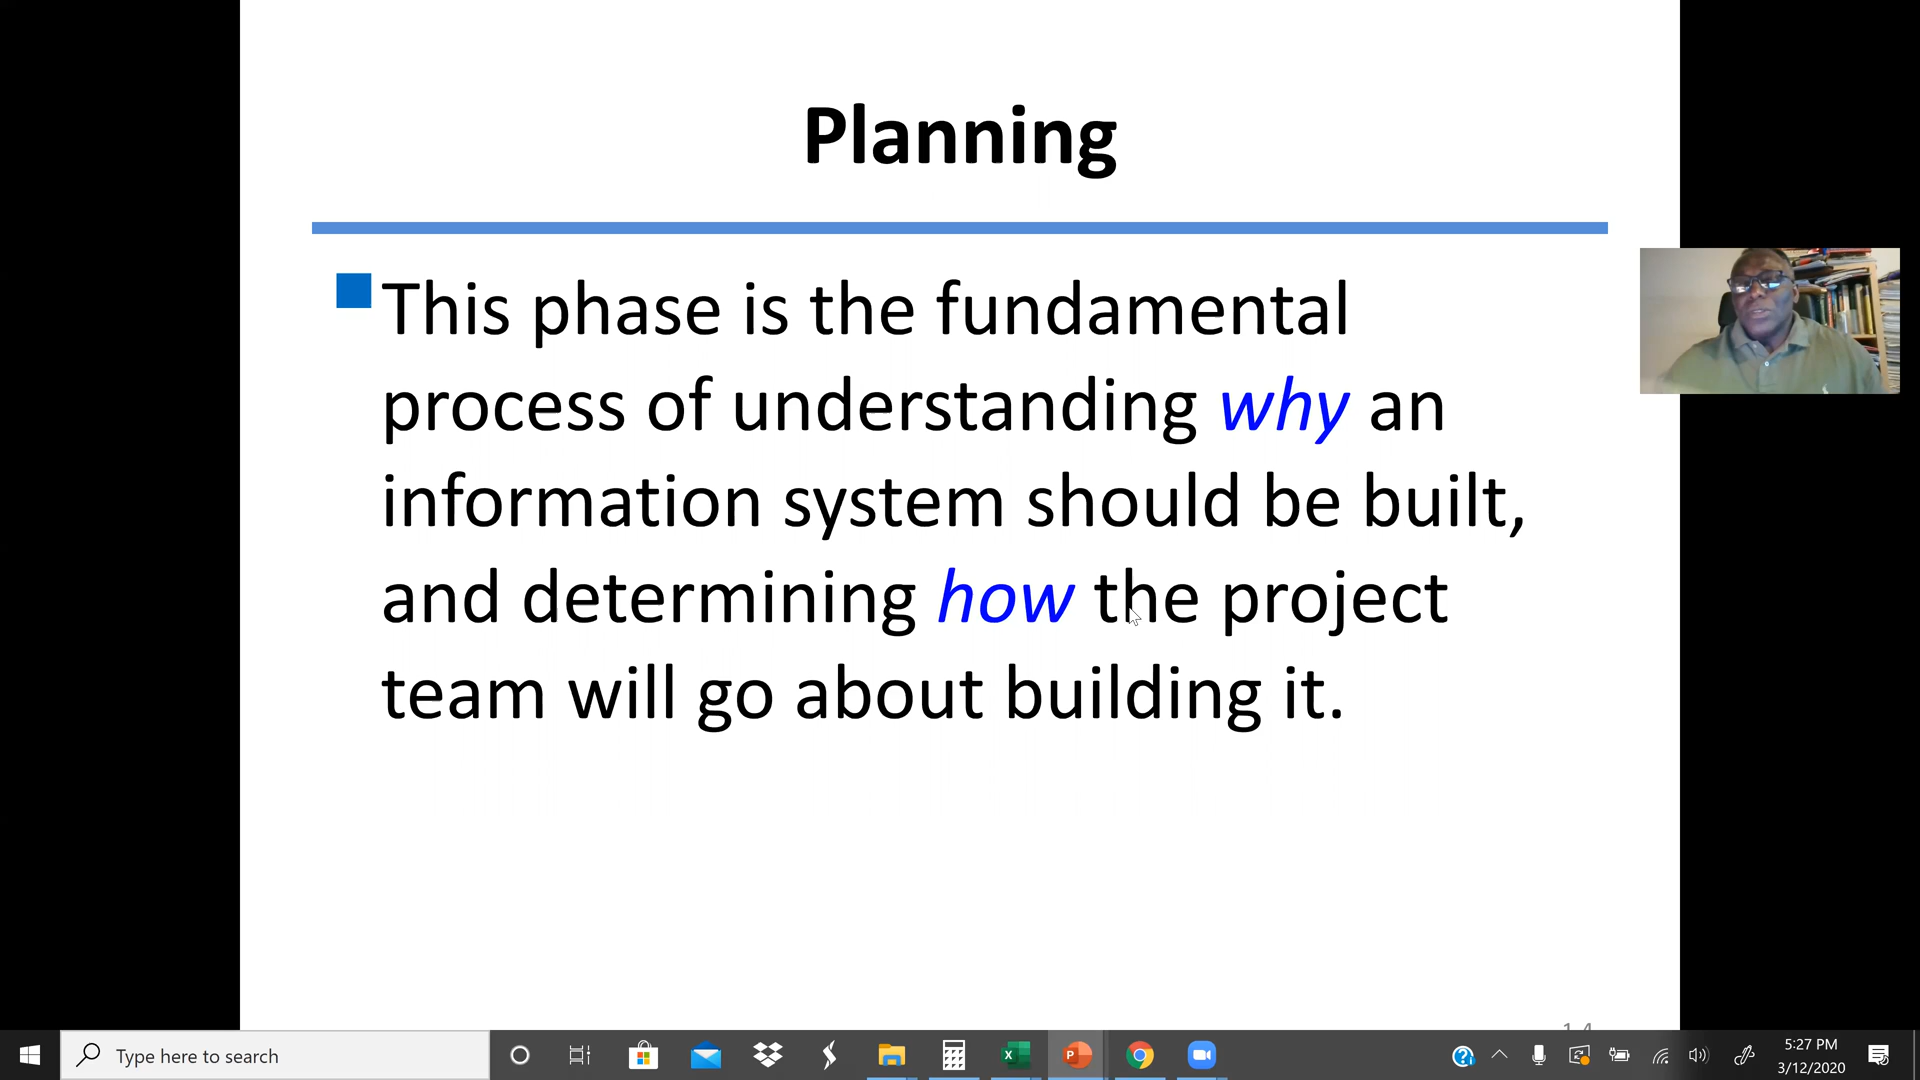 Planning
This phase is the fundamental
process of understanding why an
information system should be built,
and determining how the project
team will go about building it.
Type here to search
5:27 PM
3/12/2020